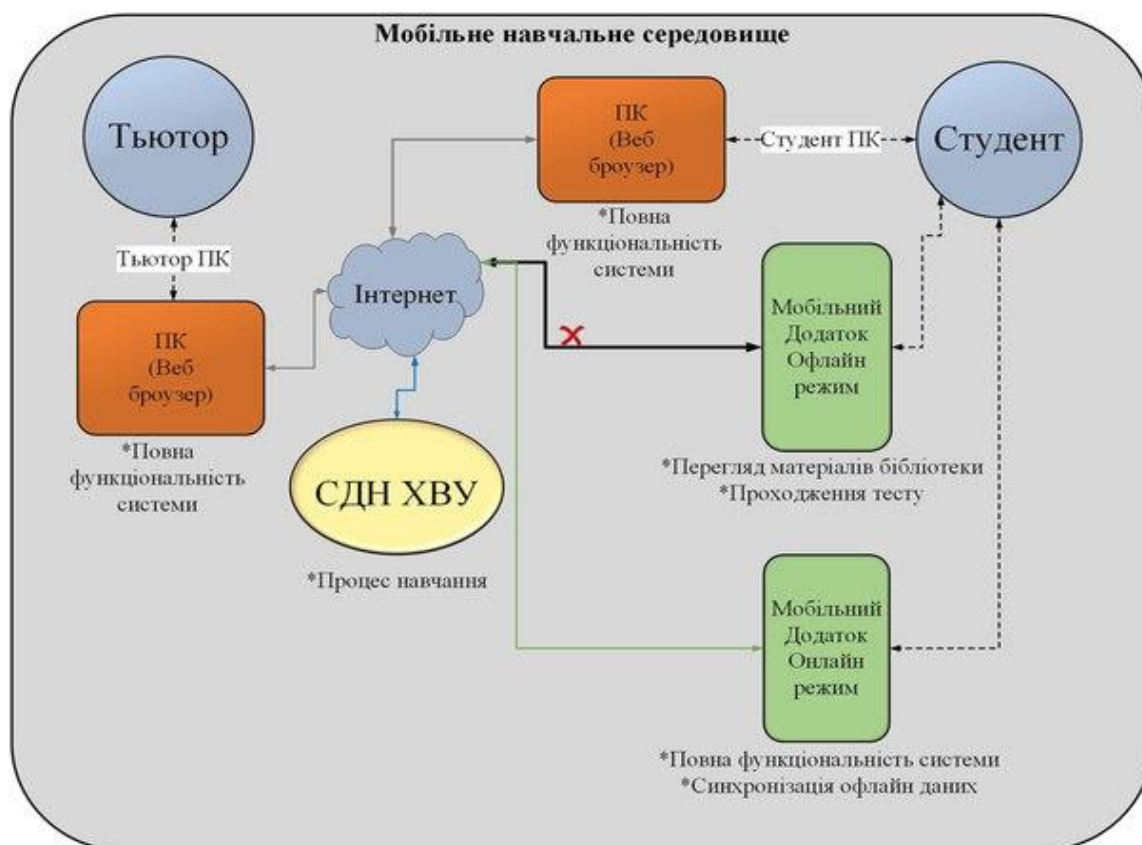 Мобільне навчальне середовище
Тьютор
Тьютор ПК
ПК
(Веб
броузер)
*Повна
функціональність
системи
Інтернет
СДН ХВУ
*Процес навчання
ПК
(Веб
броузер)
*Повна
функціональність
системи
Студент ПК
Студент
Мобільний
Додаток
Офлайн
режим
*Перегляд матеріалів бібліотеки
*Проходження тесту
Мобільний
Додаток
Онлайн
режим
*Повна функціональність системи
*Синхронізація офлайн даних